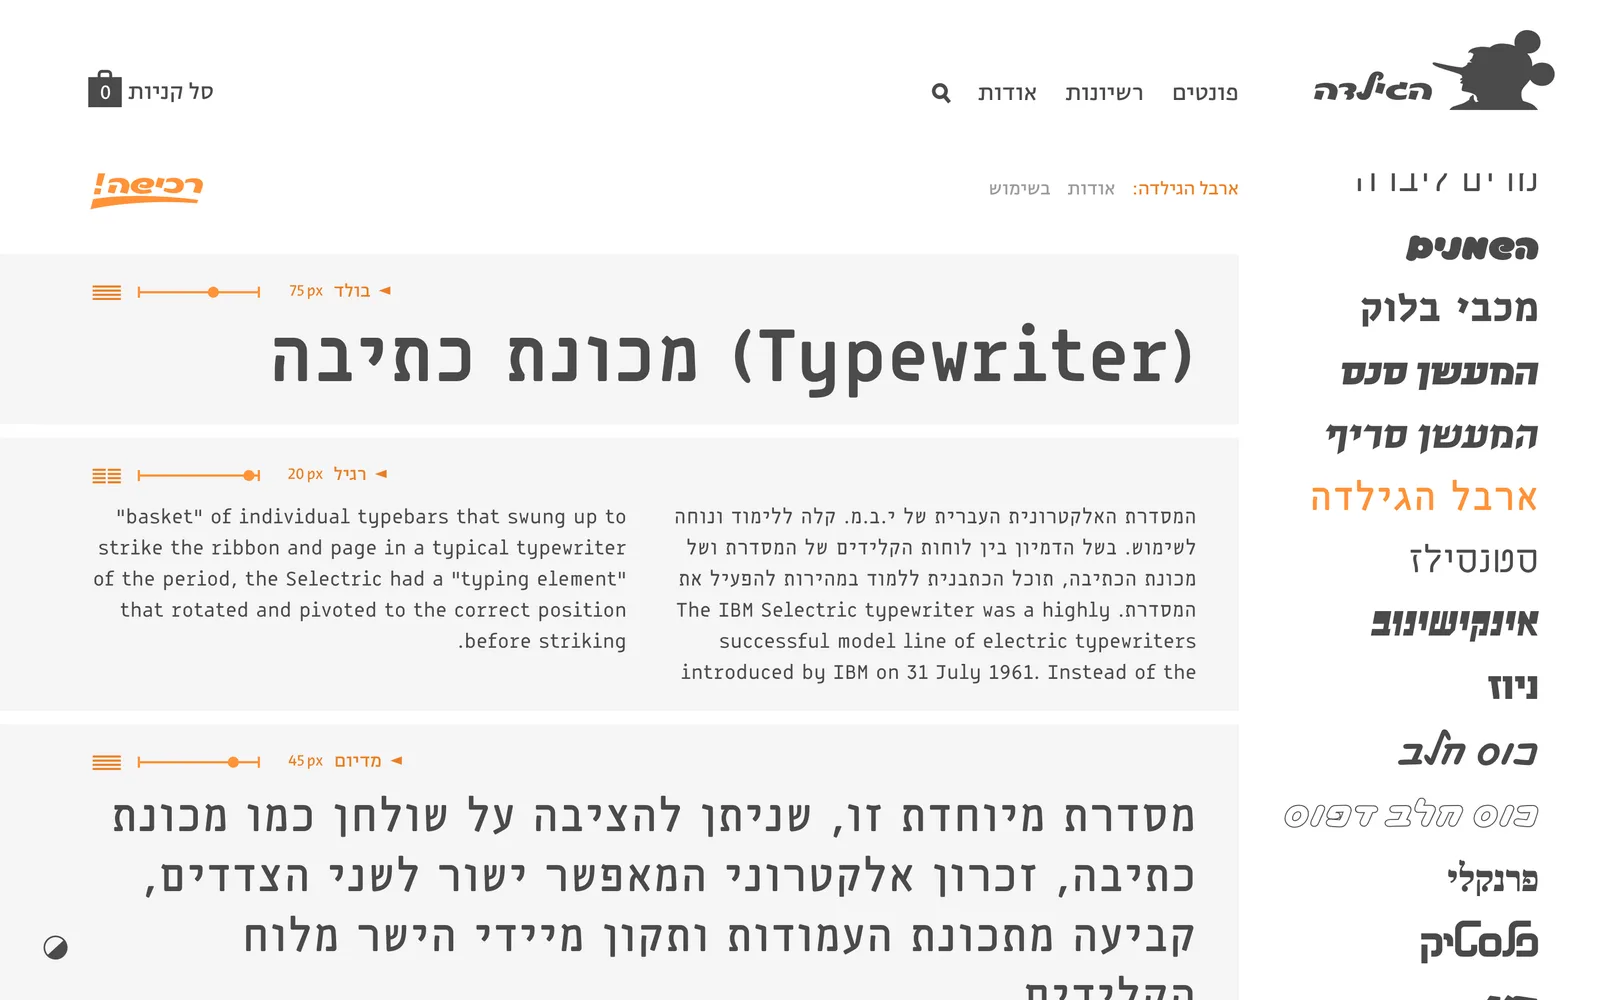 הגילדה
פונטים
רשיונות
אודות
סל קניות
0
ארבל הגילדה:
אודות
בשימוש
רכישה!
בולד
75 px
מכונת כתיבה (Typewriter)
רגיל
20 px
המסדרת האלקטרונית העברית של י.ב.מ. קלה ללימוד ונוחה
לשימוש. בשל הדמיון בין לוחות הקלידים של המסדרת ושל
מכונת הכתיבה, תוכל הכתבנית ללמוד במהירות להפעיל את
המסדרת. The IBM Selectric typewriter was a highly
successful model line of electric typewriters
introduced by IBM on 31 July 1961. Instead of the
"basket" of individual typebars that swung up to
strike the ribbon and page in a typical typewriter
of the period, the Selectric had a "typing element"
that rotated and pivoted to the correct position
before striking.
מדיום
45 px
מסדרת מיוחדת זו, שניתן להציבה על שולחן כמו מכונת
כתיבה, זכרון אלקטרוני המאפשר ישור לשני הצדדים,
קביעה מתכונת העמודות ותקון מיידי הישר מלוח
הקלידים
השמנים
מכבי בלוק
המעשן סנס
המעשן סריף
ארבל הגילדה
סטנסילז
אינקישינוב
ניוז
כוס חלב
כוס חלב דפוס
פרנקלי
פלסטיק